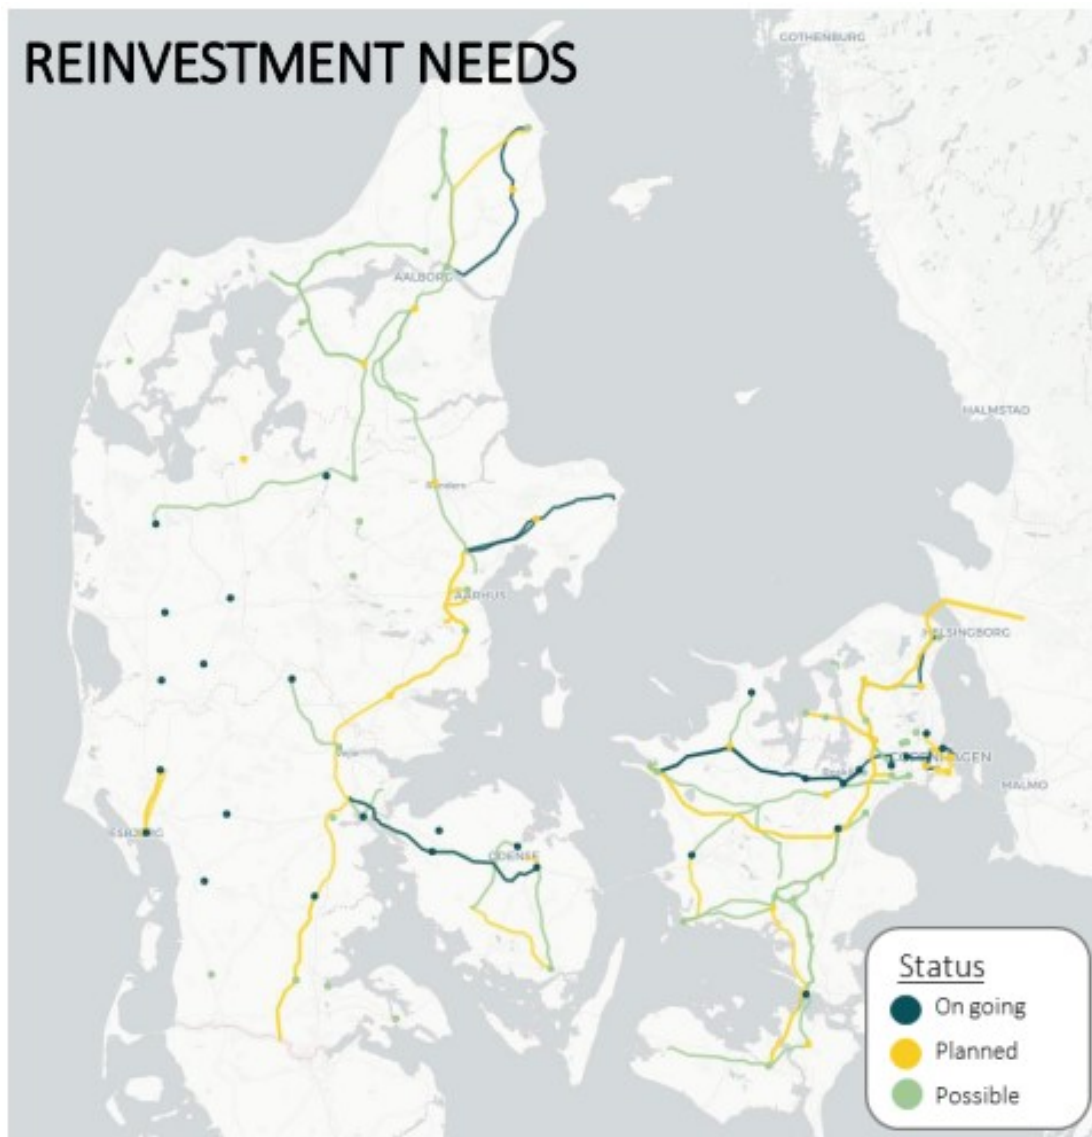 REINVESTMENT NEEDS
GOTHENBURG
AALBORG
HALMSTAD
Randers
AARHUS
HELSINGBORG
COPENHAGEN
MALMO
ESBJERG
ODENSE
Status
On going
Planned
Possible